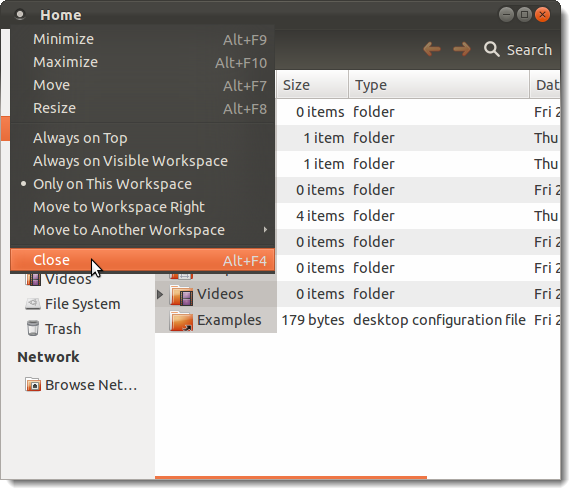 Home
Minimize Alt+F9
Maximize Alt+F10
Move Alt+F7
Resize Alt+F8
Always on Top
Always on Visible Workspace
Only on This Workspace
Move to Workspace Right
Move to Another Workspace
Close Alt+F4
Search
Size Type Dat
0 items folder Fri 2
1 item folder Thu
1 item folder Thu
0 items folder Fri 2
4 items folder Thu
0 items folder Fri 2
0 items folder Fri 2
Videos 0 items folder Fri 2
Examples 179 bytes desktop configuration file Fri 2
Videos
File System
Trash
Network
Browse Net...